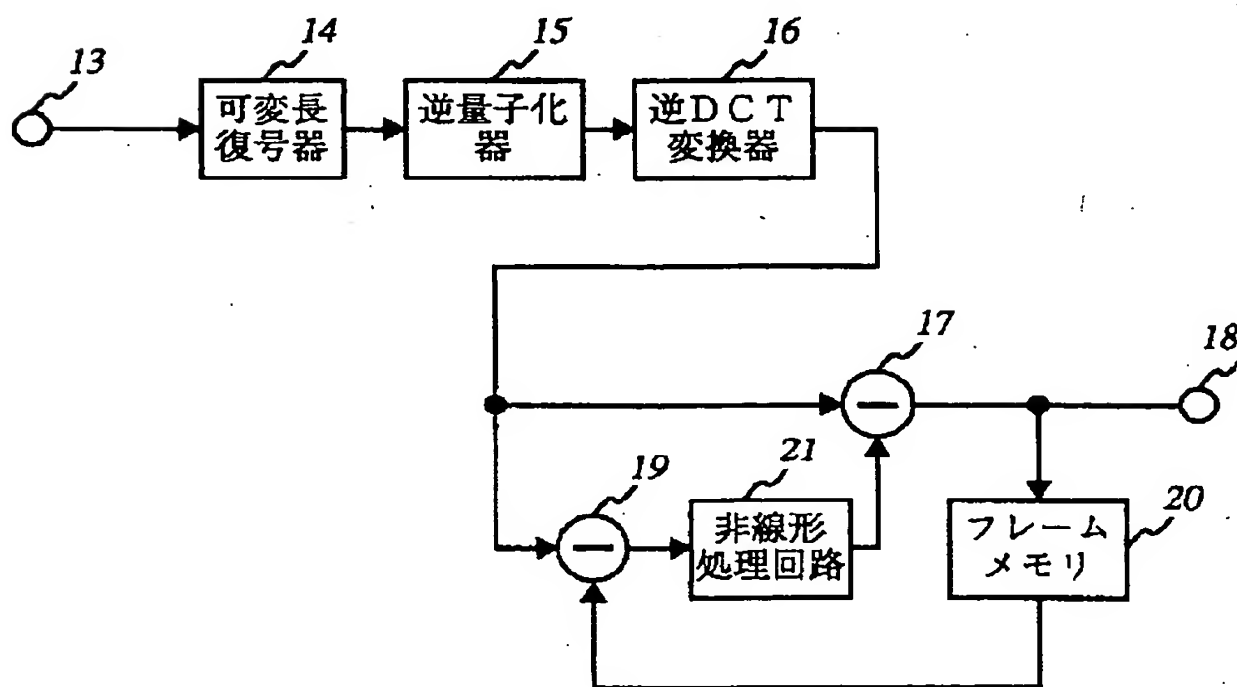 13
14
15
16
可変長
復号器
逆量子化
器
逆DCT
変換器
17
18
19
21
20
非線形
処理回路
フレーム
メモリ